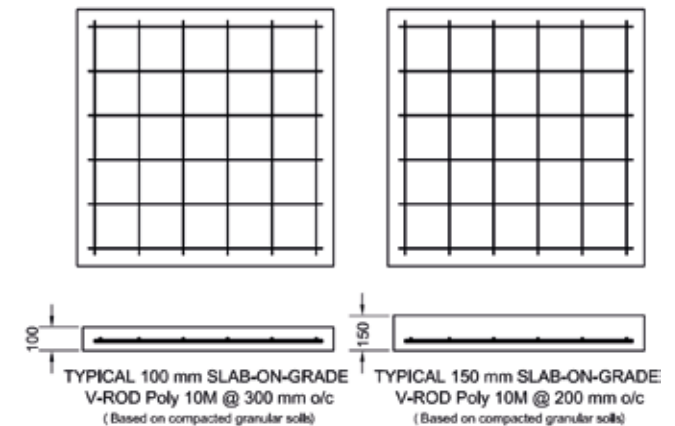 100
TYPICAL 100 mm SLAB-ON-GRADE
V-ROD Poly 10M @ 300 mm o/c
( Based on compacted granular soils)
150
TYPICAL 150 mm SLAB-ON-GRADE
V-ROD Poly 10M @ 200 mm o/c
( Based on compacted granular soils)